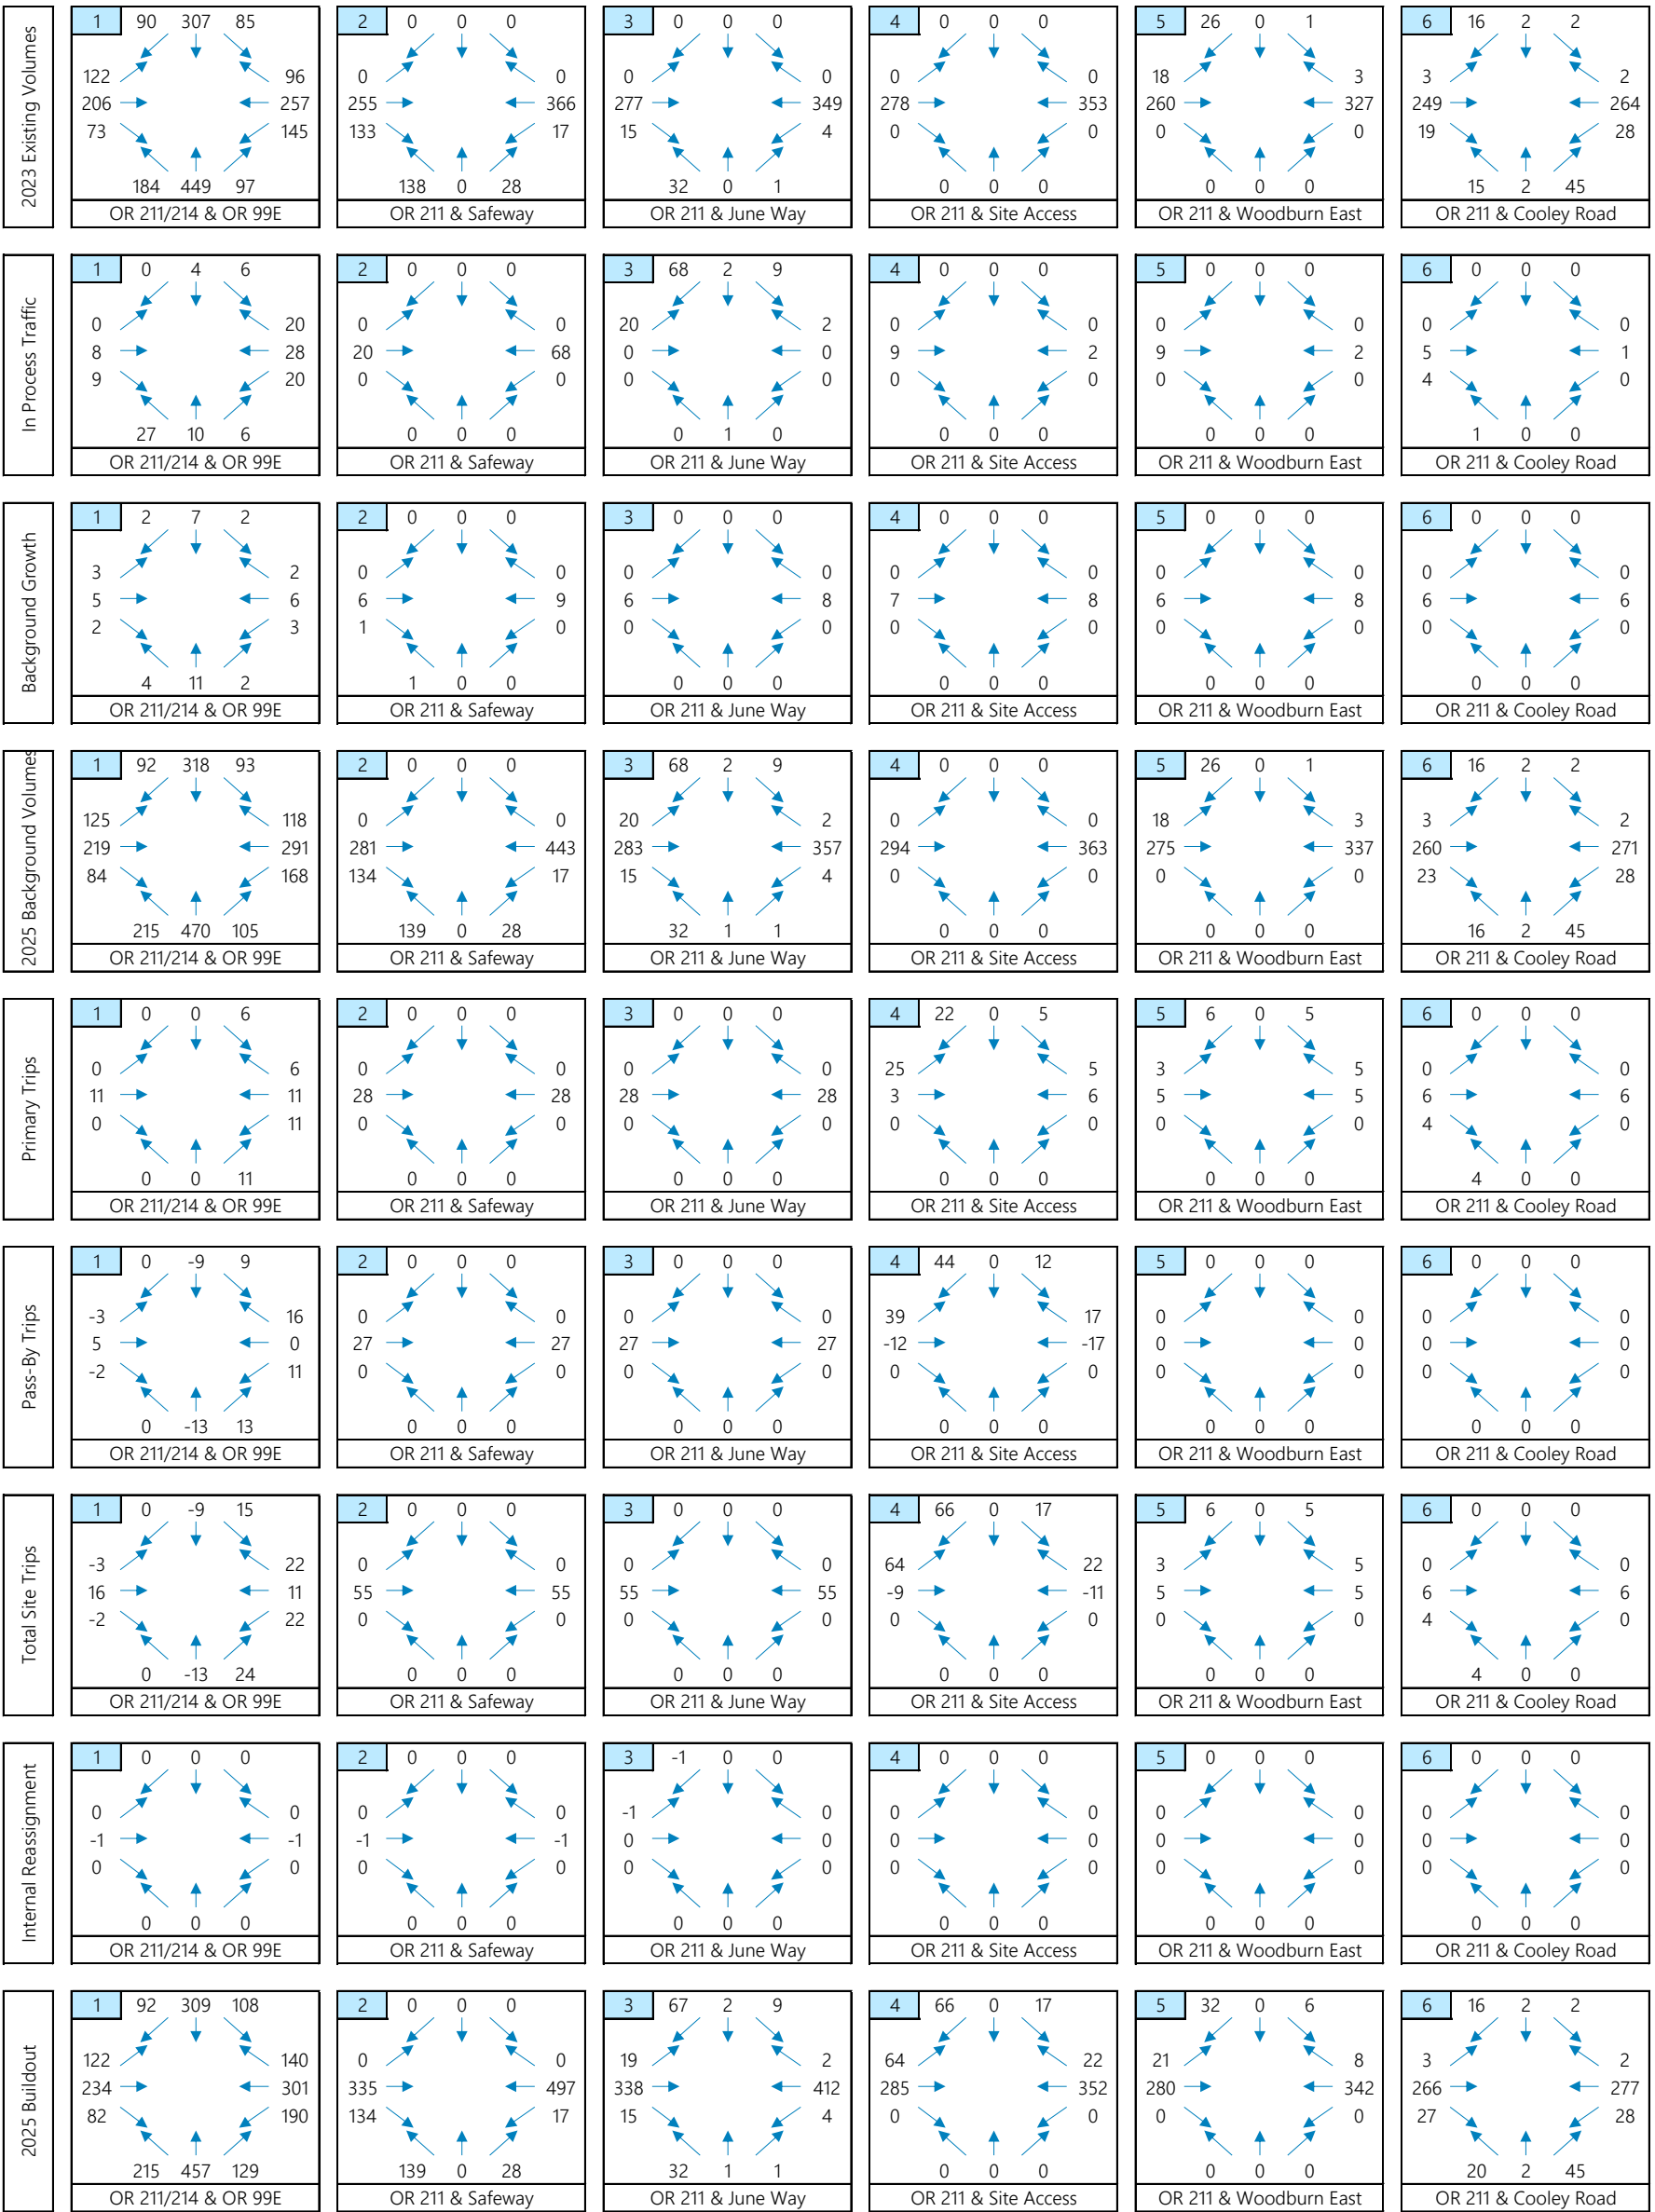 2023 Existing Volumes
1 90 307 85
122 96
206 257
73 145
184 449 97
OR 211/214 & OR 99E
2 0 0 0
0 0
255 366
133 17
138 0 28
OR 211 & Safeway
3 0 0 0
0 0
277 349
15 4
32 0 1
OR 211 & June Way
4 0 0 0
0 0
278 353
0 0
0 0 0
OR 211 & Site Access
5 26 0 1
18 3
260 327
0 0
0 0 0
OR 211 & Woodburn East
6 16 2 2
3 2
249 264
19 28
15 2 45
OR 211 & Cooley Road
In Process Traffic
1 0 4 6
0 20
8 28
9 20
27 10 6
OR 211/214 & OR 99E
2 0 0 0
0 0
20 68
0 0
0 0 0
OR 211 & Safeway
3 68 2 9
20 2
0 0
0 0
0 1 0
OR 211 & June Way
4 0 0 0
0 0
9 2
0 0
0 0 0
OR 211 & Site Access
5 0 0 0
0 0
9 2
0 0
0 0 0
OR 211 & Woodburn East
6 0 0 0
0 0
5 1
4 0
1 0 0
OR 211 & Cooley Road
Background Growth
1 2 7 2
3 2
5 6
2 3
4 11 2
OR 211/214 & OR 99E
2 0 0 0
0 0
6 9
1 0
1 0 0
OR 211 & Safeway
3 0 0 0
0 0
6 8
0 0
0 0 0
OR 211 & June Way
4 0 0 0
0 0
7 8
0 0
0 0 0
OR 211 & Site Access
5 0 0 0
0 0
6 8
0 0
0 0 0
OR 211 & Woodburn East
6 0 0 0
0 0
6 6
0 0
0 0 0
OR 211 & Cooley Road
2025 Background Volumes
1 92 318 93
125 118
219 291
84 168
215 470 105
OR 211/214 & OR 99E
2 0 0 0
0 0
281 443
134 17
139 0 28
OR 211 & Safeway
3 68 2 9
20 2
283 357
15 4
32 1 1
OR 211 & June Way
4 0 0 0
0 0
294 363
0 0
0 0 0
OR 211 & Site Access
5 26 0 1
18 3
275 337
0 0
0 0 0
OR 211 & Woodburn East
6 16 2 2
3 2
260 271
23 28
16 2 45
OR 211 & Cooley Road
Primary Trips
1 0 0 6
0 6
11 11
0 11
0 0 11
OR 211/214 & OR 99E
2 0 0 0
0 0
28 28
0 0
0 0 0
OR 211 & Safeway
3 0 0 0
0 0
28 28
0 0
0 0 0
OR 211 & June Way
4 22 0 5
25 5
3 6
0 0
0 0 0
OR 211 & Site Access
5 6 0 5
3 5
5 5
0 0
0 0 0
OR 211 & Woodburn East
6 0 0 0
0 0
6 6
4 0
4 0 0
OR 211 & Cooley Road
Pass-By Trips
1 0 -9 9
-3 16
5 0
-2 11
0 -13 13
OR 211/214 & OR 99E
2 0 0 0
0 0
27 27
0 0
0 0 0
OR 211 & Safeway
3 0 0 0
0 0
27 27
0 0
0 0 0
OR 211 & June Way
4 44 0 12
39 17
-12 -17
0 0
0 0 0
OR 211 & Site Access
5 0 0 0
0 0
0 0
0 0
0 0 0
OR 211 & Woodburn East
6 0 0 0
0 0
0 0
0 0
0 0 0
OR 211 & Cooley Road
Total Site Trips
1 0 -9 15
-3 22
16 11
-2 22
0 -13 24
OR 211/214 & OR 99E
2 0 0 0
0 0
55 55
0 0
0 0 0
OR 211 & Safeway
3 0 0 0
0 0
55 55
0 0
0 0 0
OR 211 & June Way
4 66 0 17
64 22
-9 -11
0 0
0 0 0
OR 211 & Site Access
5 6 0 5
3 5
5 5
0 0
0 0 0
OR 211 & Woodburn East
6 0 0 0
0 0
6 6
4 0
4 0 0
OR 211 & Cooley Road
Internal Reassignment
1 0 0 0
0 0
-1 -1
0 0
0 0 0
OR 211/214 & OR 99E
2 0 0 0
0 0
-1 -1
0 0
0 0 0
OR 211 & Safeway
3 -1 0 0
-1 0
0 0
0 0
0 0 0
OR 211 & June Way
4 0 0 0
0 0
0 0
0 0
0 0 0
OR 211 & Site Access
5 0 0 0
0 0
0 0
0 0
0 0 0
OR 211 & Woodburn East
6 0 0 0
0 0
0 0
0 0
0 0 0
OR 211 & Cooley Road
2025 Buildout
1 92 309 108
122 140
234 301
82 190
215 457 129
OR 211/214 & OR 99E
2 0 0 0
0 0
335 497
134 17
139 0 28
OR 211 & Safeway
3 67 2 9
19 2
338 412
15 4
32 1 1
OR 211 & June Way
4 66 0 17
64 22
285 352
0 0
0 0 0
OR 211 & Site Access
5 32 0 6
21 8
280 342
0 0
0 0 0
OR 211 & Woodburn East
6 16 2 2
3 2
266 277
27 28
20 2 45
OR 211 & Cooley Road